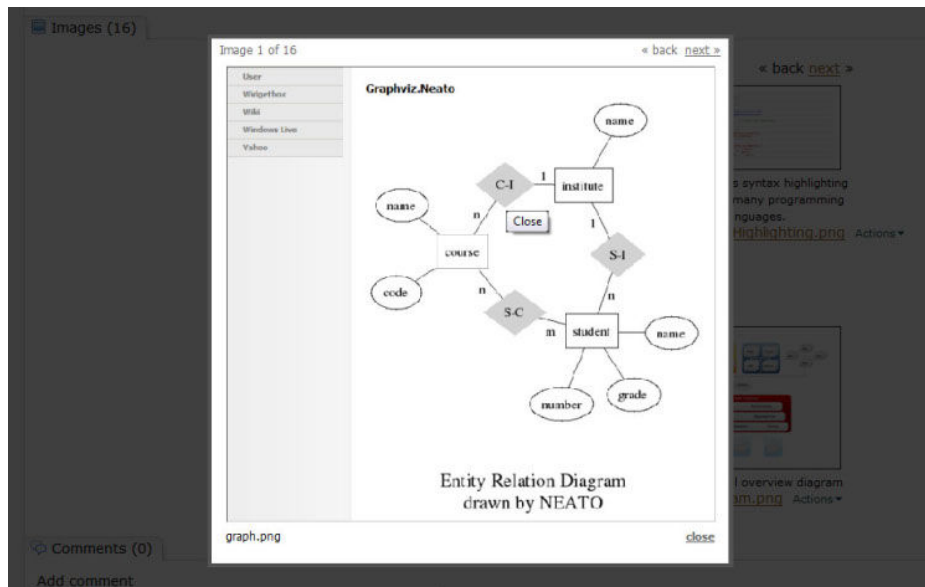 Images (16)
Image 1 of 16
« back next »
« back next »
User
Widgetbox
Wiki
Windows Live
Yahoo
Graphviz.Neato
name
C-I
1
institute
name
n
Close
1
course
S-I
code
n
S-C
n
m
student
name
number
grade
Entity Relation Diagram
drawn by NEATO
graph.png
close
s syntax highlighting
many programming
nguages.
Highlighting.png Actions
l overview diagram
am.png Actions
Comments (0)
Add comment